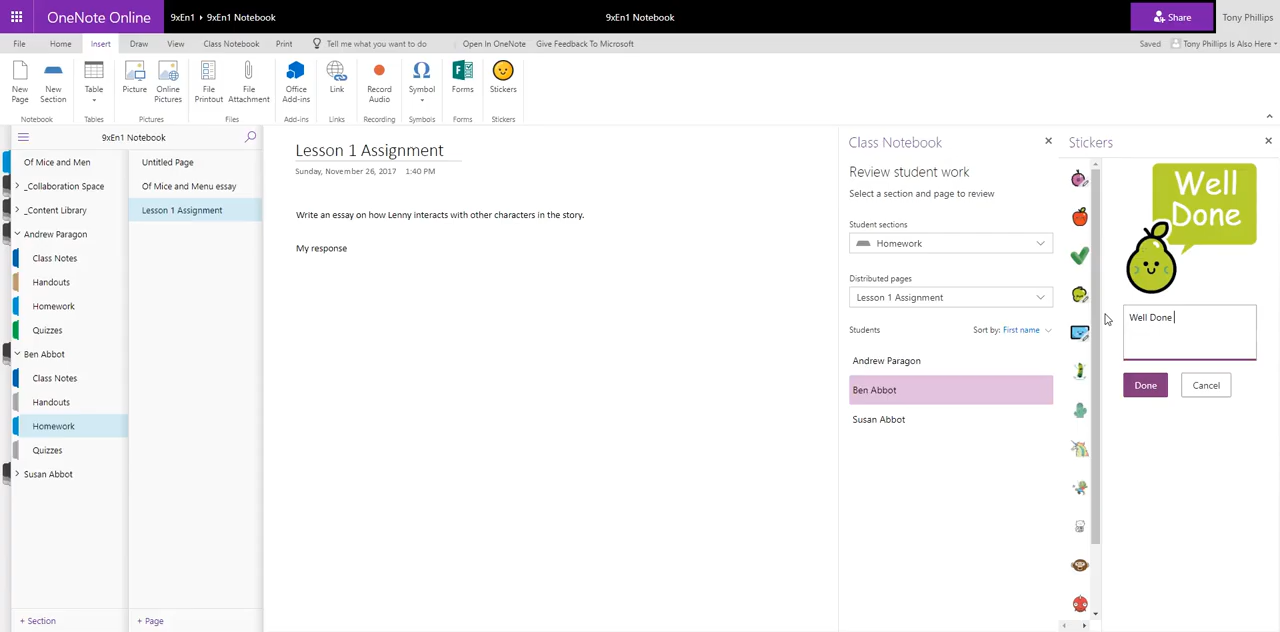 OneNote Online
9xEn1 ▸ 9xEn1 Notebook
9xEn1 Notebook
Share
Tony Phillips
File Home Insert Draw View Class Notebook Print Tell me what you want to do Open In OneNote Give Feedback To Microsoft
Saved Tony Phillips Is Also Here
New Page
New Section
Table
Picture
Online Pictures
File Printout
File Attachment
Office Add-ins
Link
Record Audio
Symbol
Forms
Stickers
Notebook
Tables
Pictures
Files
Add-ins
Links
Recording
Symbols
Forms
Stickers
9xEn1 Notebook
Of Mice and Men
_Collaboration Space
_Content Library
Andrew Paragon
Class Notes
Handouts
Homework
Quizzes
Ben Abbot
Class Notes
Handouts
Homework
Quizzes
Susan Abbot
+ Section
Untitled Page
Of Mice and Menu essay
Lesson 1 Assignment
+ Page
Lesson 1 Assignment
Sunday, November 26, 2017 1:40 PM
Write an essay on how Lenny interacts with other characters in the story.
My response
Class Notebook
Review student work
Select a section and page to review
Student sections
Homework
Distributed pages
Lesson 1 Assignment
Students Sort by: First name
Andrew Paragon
Ben Abbot
Susan Abbot
Stickers
Well
Done
Well Done
Done
Cancel